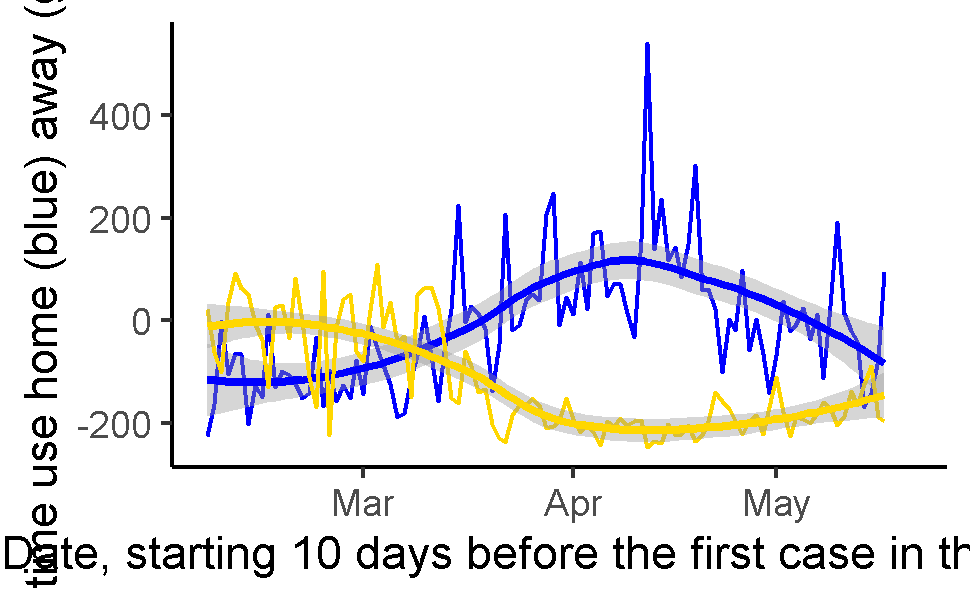 time use home (blue) away (
400
200
0
-200
Mar Apr May
Date, starting 10 days before the first case in th